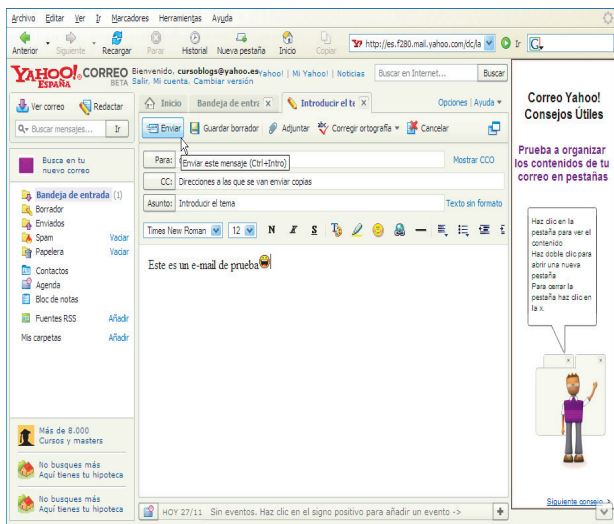 Archivo Editar Ver Ir Marcadores Herramientas Ayuda
Anterior Siguiente Recargar Parar Historial Nueva pestaña Inicio Copiar http://es.f280.mail.yahoo.com/dc/la Ir G
YAHOO! CORREO
ESPAÑA BETA
Bienvenido, cursoblogs@yahoo.es
Yahoo! | Mi Yahoo! | Noticias
Buscar en Internet... Buscar
Salir, Mi cuenta, Cambiar versión
Ver correo Redactar
Inicio Bandeja de entra x Introducir el te x Opciones | Ayuda
Buscar mensajes... Ir
Enviar Guardar borrador Adjuntar Corregir ortografía Cancelar
Enviar este mensaje (Ctrl+Intro)
Para: Mostrar CCO
CC: Direcciones a las que se van enviar copias
Asunto: Introducir el tema Texto sin formato
Times New Roman 12 N K S
Este es un e-mail de prueba
Busca en tu
nuevo correo
Bandeja de entrada (1)
Borrador
Enviados
Spam Vaciar
Papelera Vaciar
Contactos
Agenda
Bloc de notas
Fuentes RSS Añadir
Mis carpetas Añadir
Más de 8.000
Cursos y masters
No busques más
Aquí tienes tu hipoteca
No busques más
Aquí tienes tu hipoteca
HOY 27/11 Sin eventos. Haz clic en el signo positivo para añadir un evento -> +
Correo Yahoo!
Consejos Útiles
Prueba a organizar
los contenidos de tu
correo en pestañas
Haz clic en la
pestaña para ver el
contenido
Haz doble clic para
abrir una nueva
pestaña
Para cerrar la
pestaña haz clic en
la x.
x x
Siguiente consejo >